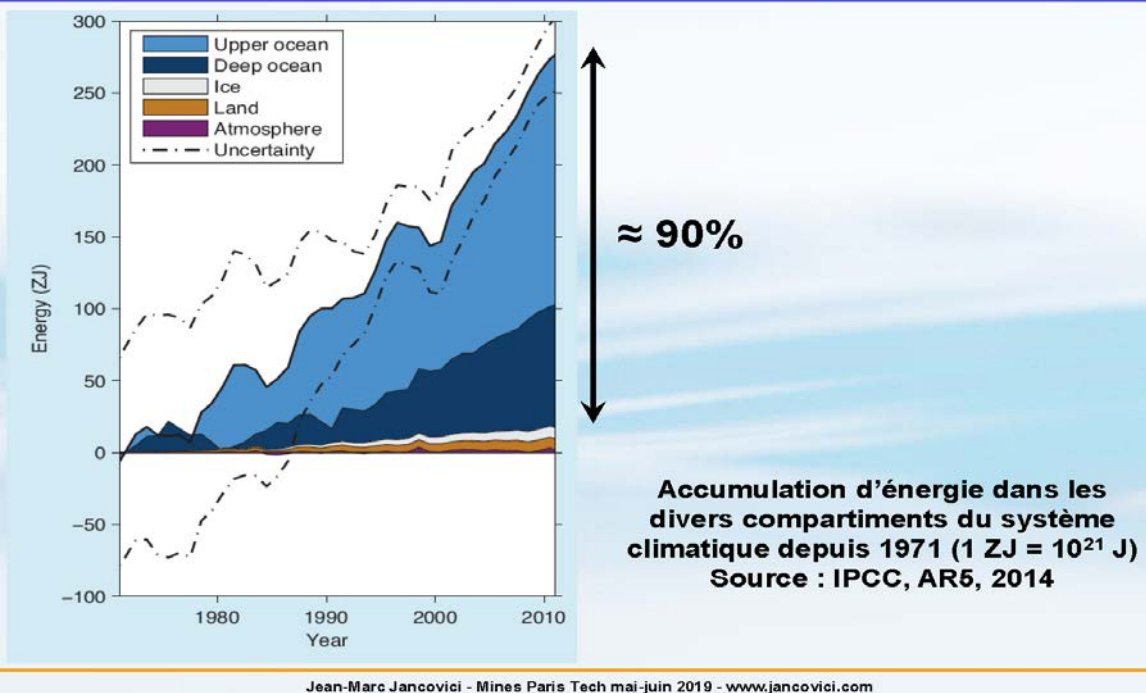 300
250
200
150
100
50
0
−50
−100
Energy (ZJ)
Upper ocean
Deep ocean
Ice
Land
Atmosphere
Uncertainty
1980 1990 2000 2010
Year
≈ 90%
Accumulation d’énergie dans les
divers compartiments du système
climatique depuis 1971 (1 ZJ = 10²¹ J)
Source : IPCC, AR5, 2014
Jean-Marc Jancovici - Mines Paris Tech mai-juin 2019 - www.jancovici.com